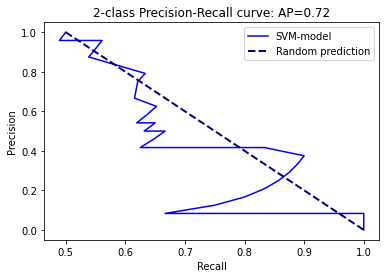 2-class Precision-Recall curve: AP=0.72
SVM-model
Random prediction
Precision
1.0
0.8
0.6
0.4
0.2
0.0
0.5 0.6 0.7 0.8 0.9 1.0
Recall